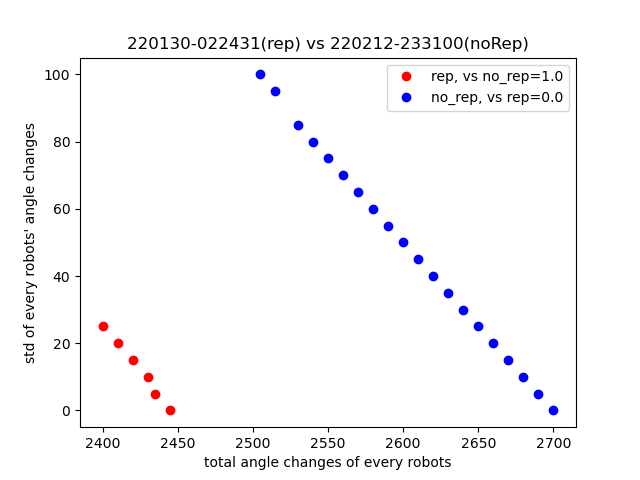 220130-022431(rep) vs 220212-233100(noRep)
rep, vs no_rep=1.0
no_rep, vs rep=0.0
std of every robots' angle changes
100
80
60
40
20
0
2400 2450 2500 2550 2600 2650 2700
total angle changes of every robots